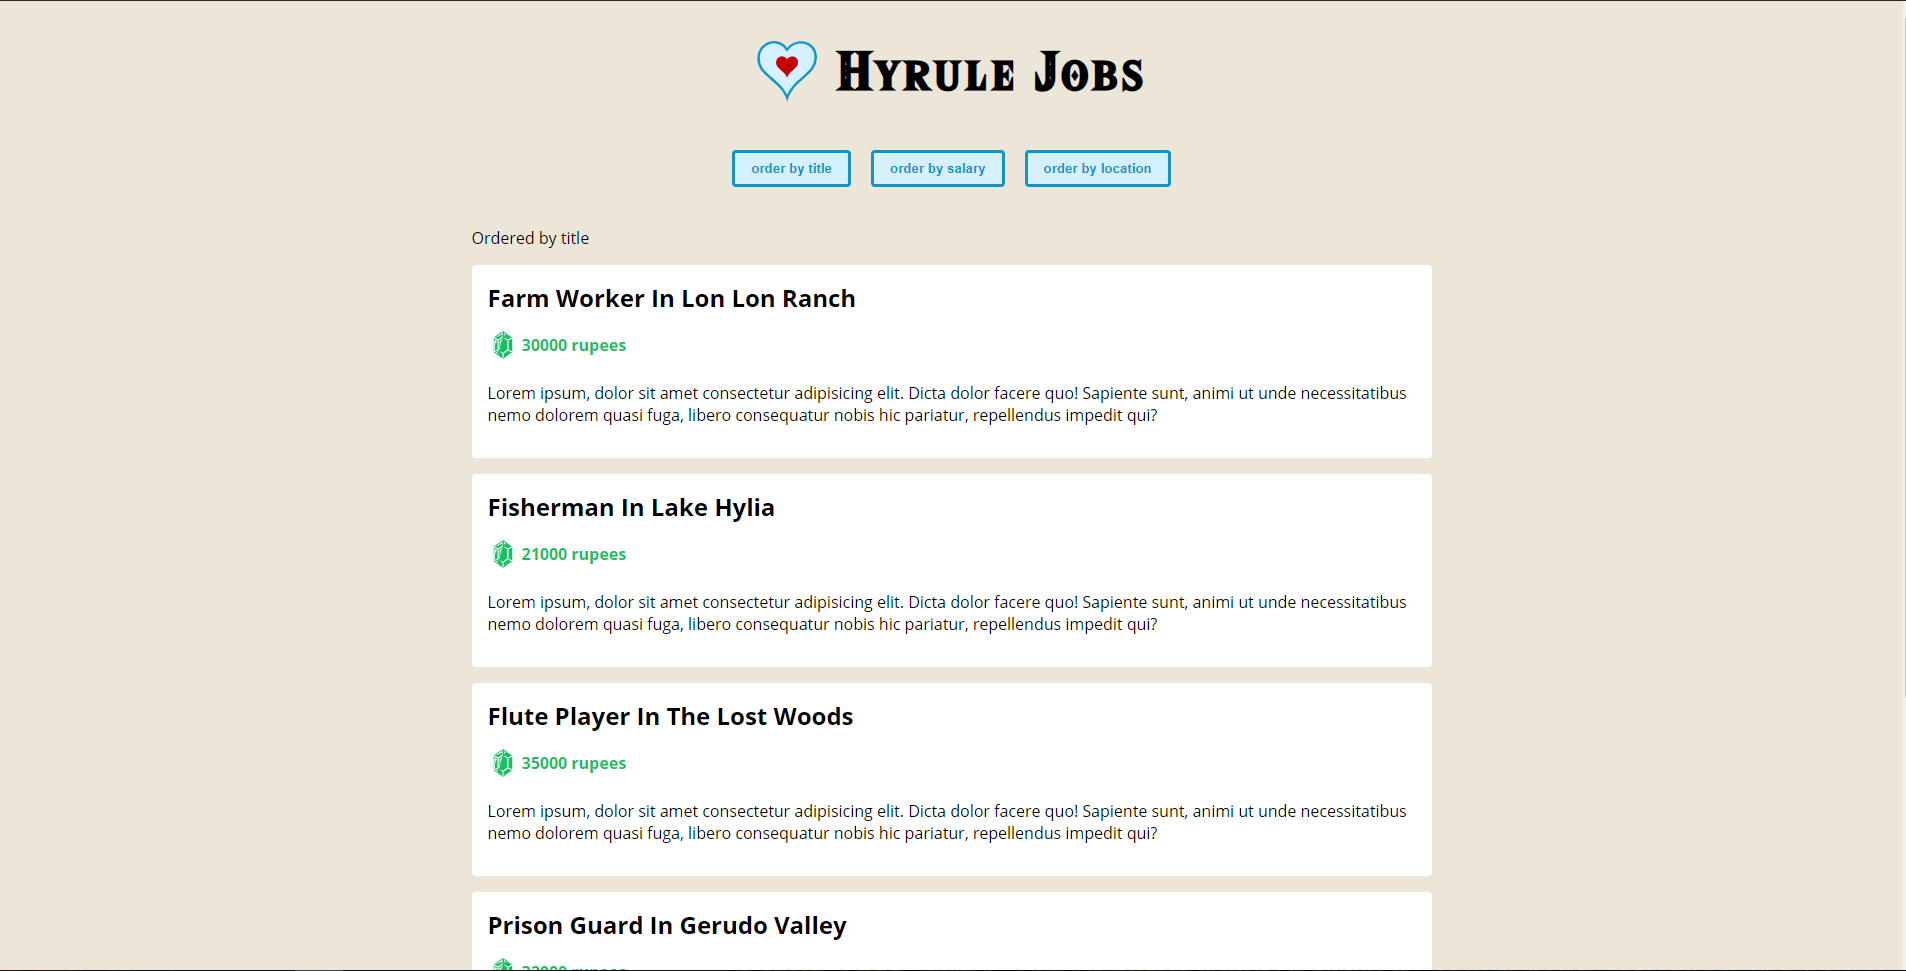 Hyrule Jobs
order by title order by salary order by location
Ordered by title
Farm Worker In Lon Lon Ranch
30000 rupees
Lorem ipsum, dolor sit amet consectetur adipisicing elit. Dicta dolor facere quo! Sapiente sunt, animi ut unde necessitatibus
nemo dolorem quasi fuga, libero consequatur nobis hic pariatur, repellendus impedit qui?
Fisherman In Lake Hylia
21000 rupees
Lorem ipsum, dolor sit amet consectetur adipisicing elit. Dicta dolor facere quo! Sapiente sunt, animi ut unde necessitatibus
nemo dolorem quasi fuga, libero consequatur nobis hic pariatur, repellendus impedit qui?
Flute Player In The Lost Woods
35000 rupees
Lorem ipsum, dolor sit amet consectetur adipisicing elit. Dicta dolor facere quo! Sapiente sunt, animi ut unde necessitatibus
nemo dolorem quasi fuga, libero consequatur nobis hic pariatur, repellendus impedit qui?
Prison Guard In Gerudo Valley